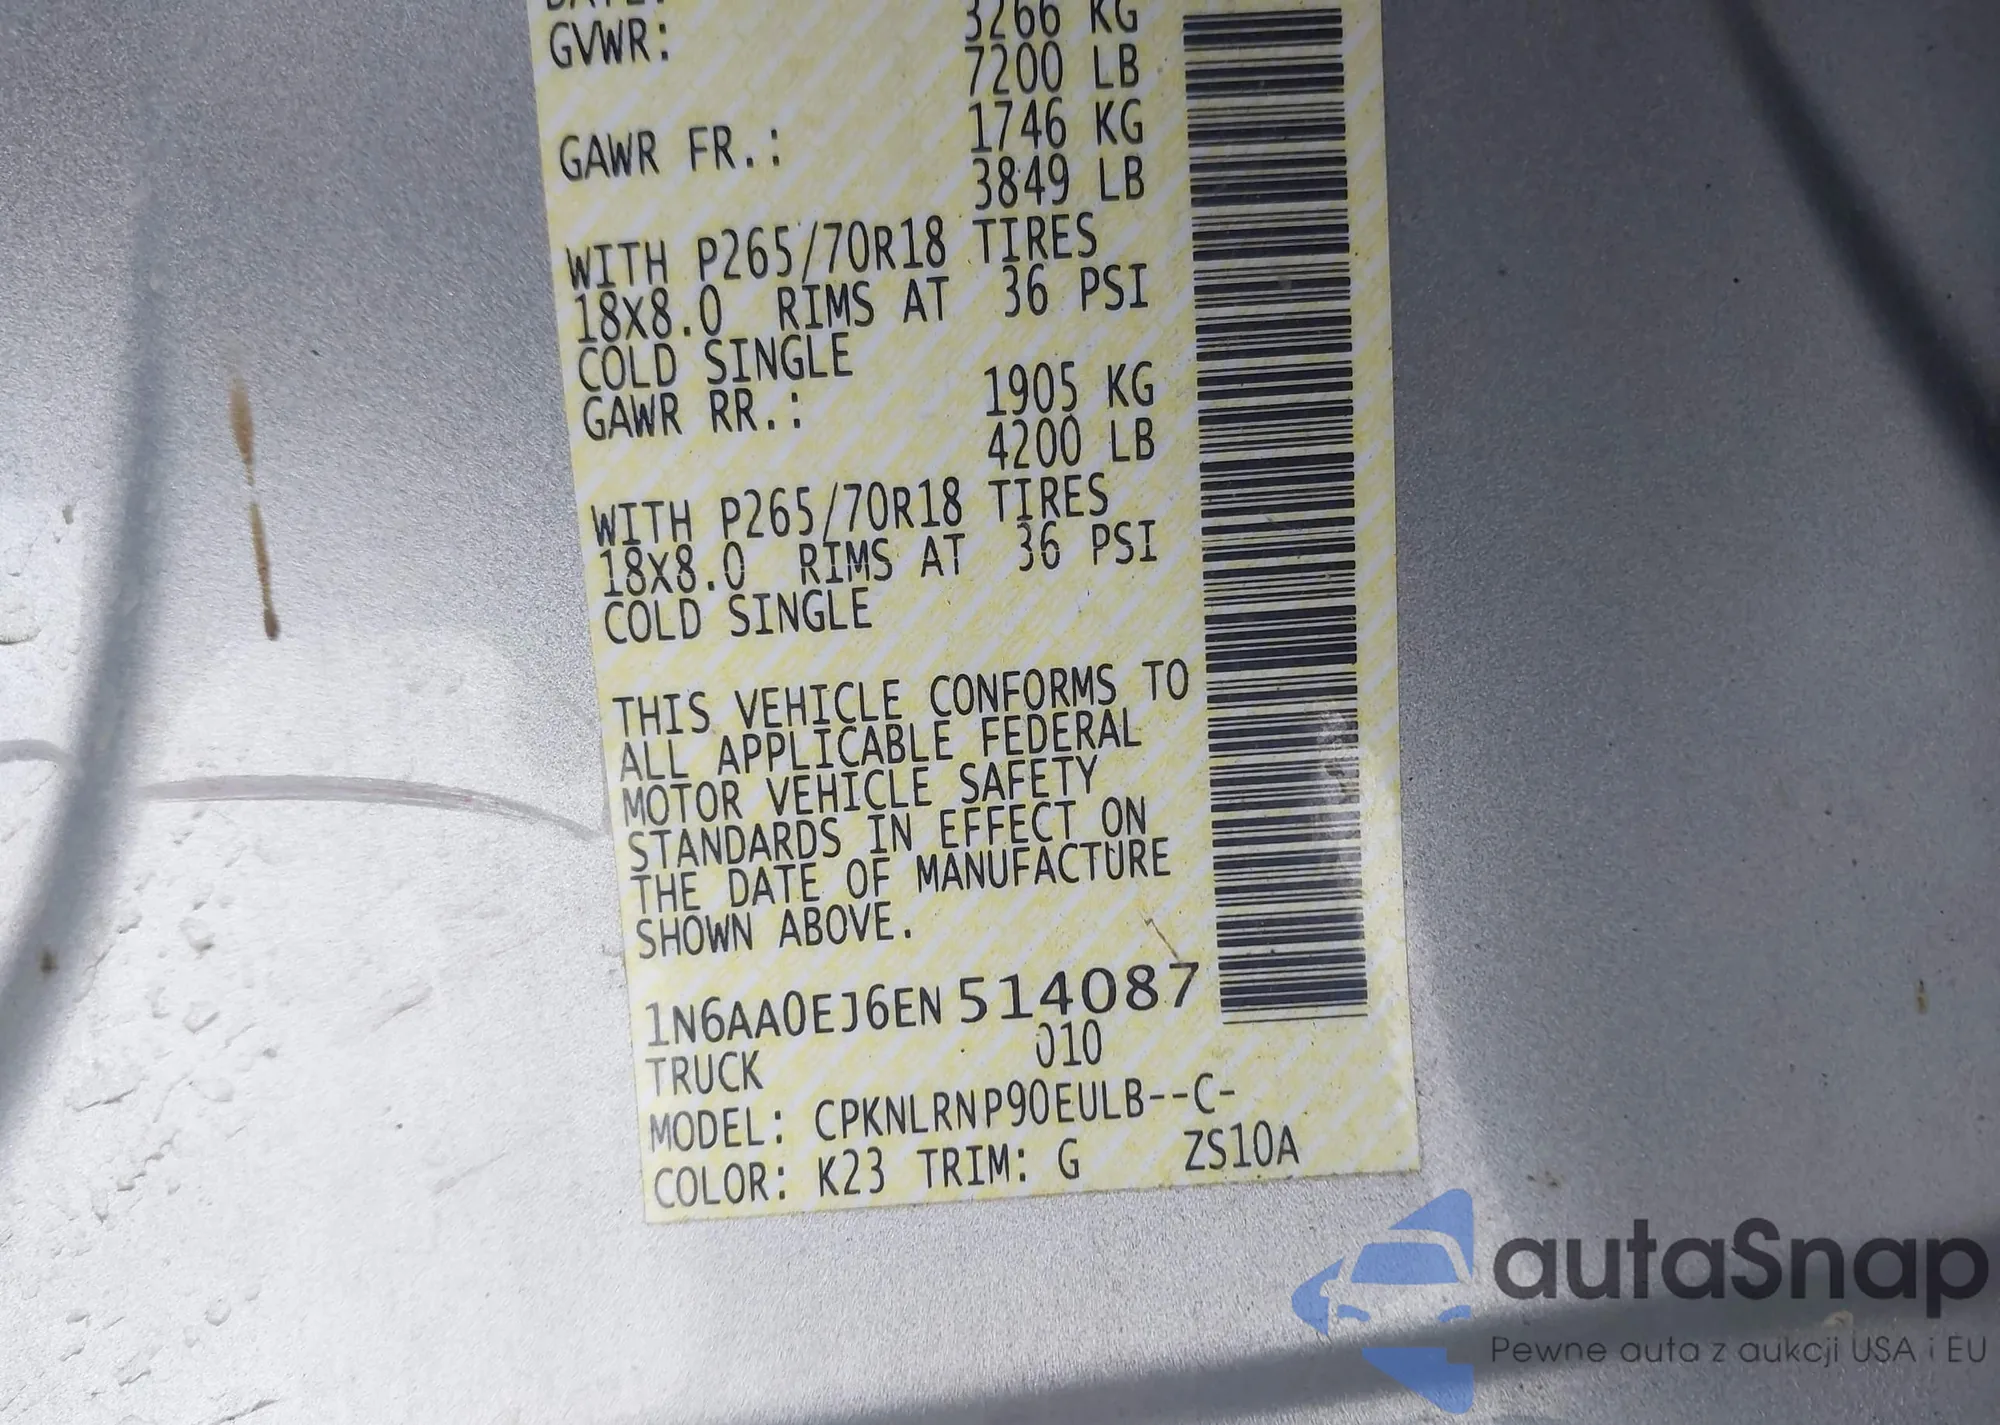 DATE:
GVWR: 3266 KG
7200 LB
GAWR FR.: 1746 KG
3849 LB
WITH P265/70R18 TIRES
18X8.0 RIMS AT 36 PSI
COLD SINGLE
GAWR RR.: 1905 KG
4200 LB
WITH P265/70R18 TIRES
18X8.0 RIMS AT 36 PSI
COLD SINGLE
THIS VEHICLE CONFORMS TO
ALL APPLICABLE FEDERAL
MOTOR VEHICLE SAFETY
STANDARDS IN EFFECT ON
THE DATE OF MANUFACTURE
SHOWN ABOVE.
1N6AA0EJ6EN514087
TRUCK 010
MODEL: CPKNLRNP90EULB--C-
COLOR: K23 TRIM: G ZS10A
autaSnap
Pewne auta z aukcji USA i EU